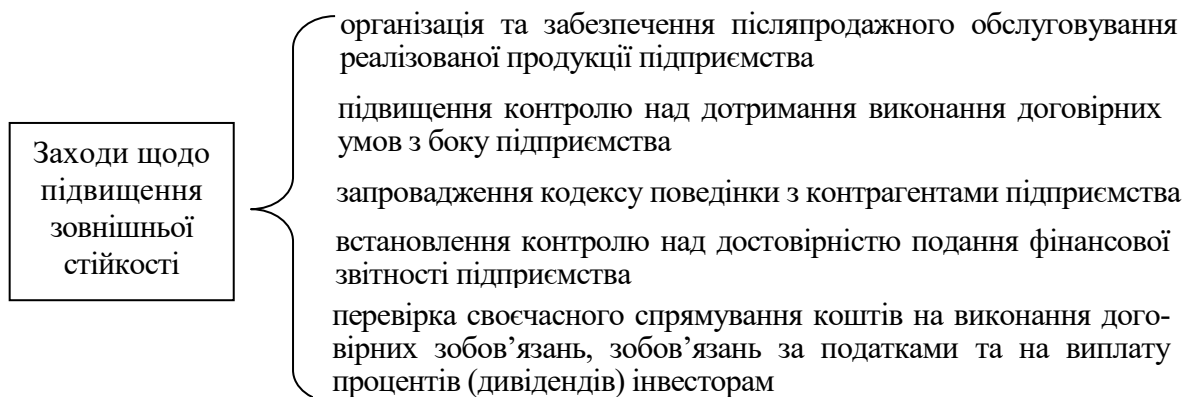 Заходи щодо
підвищення
зовнішньої
стійкості
організація та забезпечення післяпродажного обслуговування
реалізованої продукції підприємства
підвищення контролю над дотримання виконання договірних
умов з боку підприємства
запровадження кодексу поведінки з контрагентами підприємства
встановлення контролю над достовірністю подання фінансової
звітності підприємства
перевірка своєчасного спрямування коштів на виконання дого-
вірних зобов’язань, зобов’язань за податками та на виплату
процентів (дивідендів) інвесторам